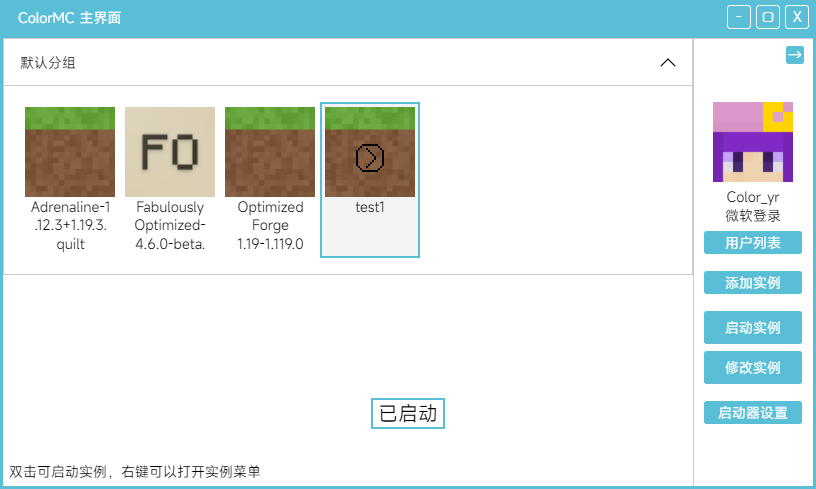 ColorMC 主界面
- □ X
默认分组
→
FO
Adrenaline-1
.12.3+1.19.3.
quilt
Fabulously
Optimized-
4.6.0-beta.
Optimized
Forge
1.19-1.119.0
test1
Color_yr
微软登录
用户列表
添加实例
启动实例
修改实例
启动器设置
已启动
双击可启动实例，右键可以打开实例菜单